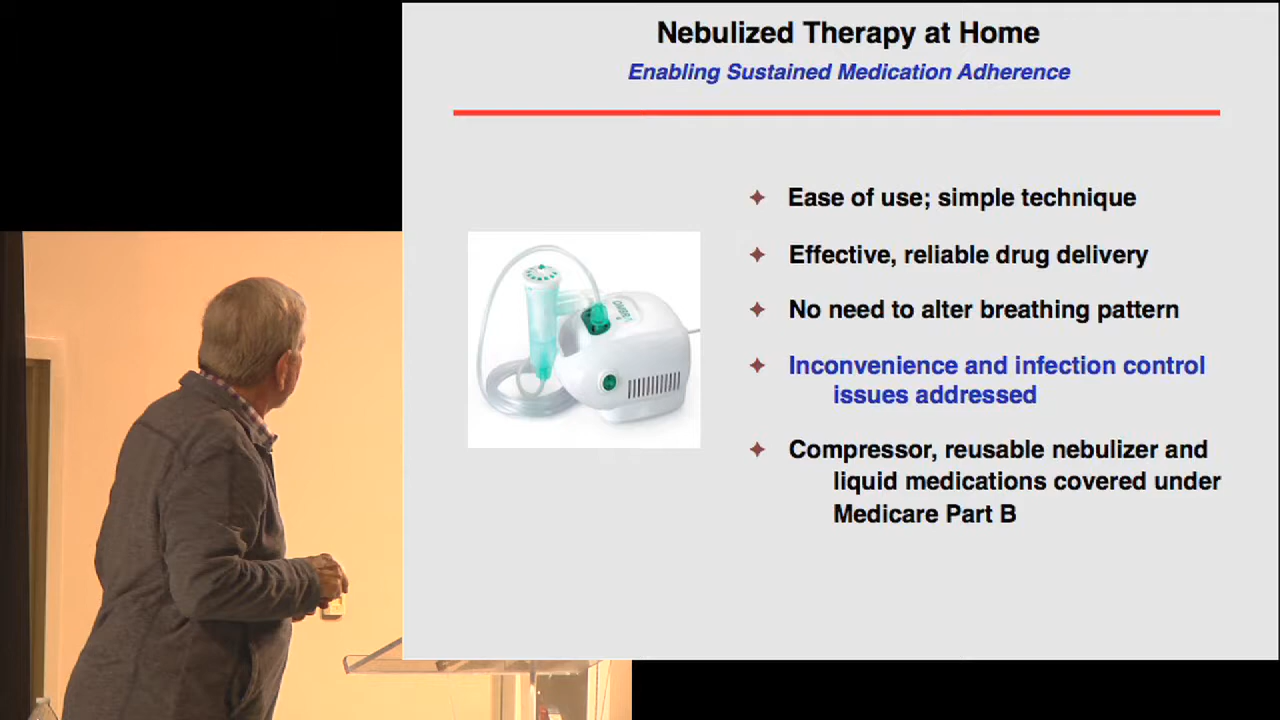 Nebulized Therapy at Home
Enabling Sustained Medication Adherence
Ease of use; simple technique
Effective, reliable drug delivery
No need to alter breathing pattern
Inconvenience and infection control
issues addressed
Compressor, reusable nebulizer and
liquid medications covered under
Medicare Part B